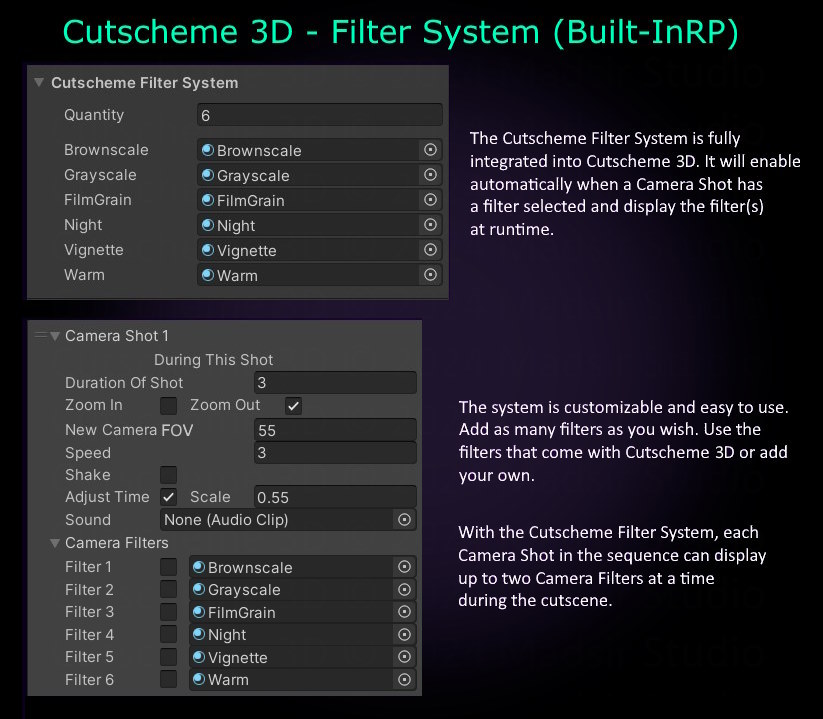 Cutscheme 3D - Filter System (Built-InRP)
Cutscheme Filter System
Quantity 6
Brownscale Brownscale
Grayscale Grayscale
FilmGrain FilmGrain
Night Night
Vignette Vignette
Warm Warm
The Cutscheme Filter System is fully
integrated into Cutscheme 3D. It will enable
automatically when a Camera Shot has
a filter selected and display the filter(s)
at runtime.
Camera Shot 1
During This Shot
Duration Of Shot 3
Zoom In Zoom Out
New Camera FOV 55
Speed 3
Shake
Adjust Time Scale 0.55
Sound None (Audio Clip)
Camera Filters
Filter 1 Brownscale
Filter 2 Grayscale
Filter 3 FilmGrain
Filter 4 Night
Filter 5 Vignette
Filter 6 Warm
The system is customizable and easy to use.
Add as many filters as you wish. Use the
filters that come with Cutscheme 3D or add
your own.
With the Cutscheme Filter System, each
Camera Shot in the sequence can display
up to two Camera Filters at a time
during the cutscene.